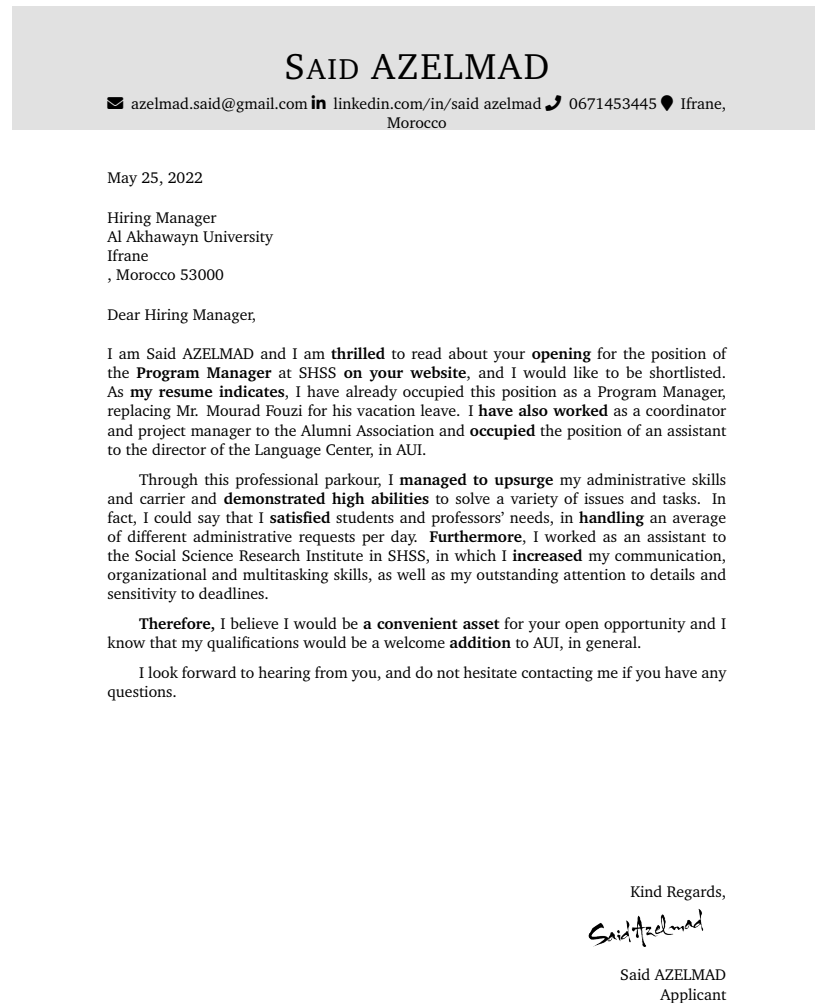 SAID AZELMAD
azelmad.said@gmail.com in linkedin.com/in/said azelmad 0671453445 Ifrane,
Morocco
May 25, 2022
Hiring Manager
Al Akhawayn University
Ifrane
, Morocco 53000
Dear Hiring Manager,
I am Said AZELMAD and I am thrilled to read about your opening for the position of
the Program Manager at SHSS on your website, and I would like to be shortlisted.
As my resume indicates, I have already occupied this position as a Program Manager,
replacing Mr. Mourad Fouzi for his vacation leave. I have also worked as a coordinator
and project manager to the Alumni Association and occupied the position of an assistant
to the director of the Language Center, in AUI.
Through this professional parkour, I managed to upsurge my administrative skills
and carrier and demonstrated high abilities to solve a variety of issues and tasks. In
fact, I could say that I satisfied students and professors' needs, in handling an average
of different administrative requests per day. Furthermore, I worked as an assistant to
the Social Science Research Institute in SHSS, in which I increased my communication,
organizational and multitasking skills, as well as my outstanding attention to details and
sensitivity to deadlines.
Therefore, I believe I would be a convenient asset for your open opportunity and I
know that my qualifications would be a welcome addition to AUI, in general.
I look forward to hearing from you, and do not hesitate contacting me if you have any
questions.
Kind Regards,
Said Azelmad
Said AZELMAD
Applicant